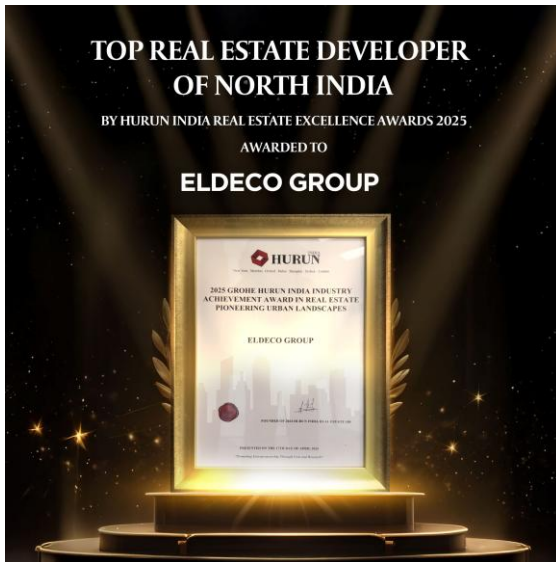 TOP REAL ESTATE DEVELOPER
OF NORTH INDIA
BY HURUN INDIA REAL ESTATE EXCELLENCE AWARDS 2025
AWARDED TO
ELDECO GROUP
HURUN
INDIA
2025 GROHE HURUN INDIA INDUSTRY
ACHIEVEMENT AWARD IN REAL ESTATE
PIONEERING URBAN LANDSCAPES
ELDECO GROUP